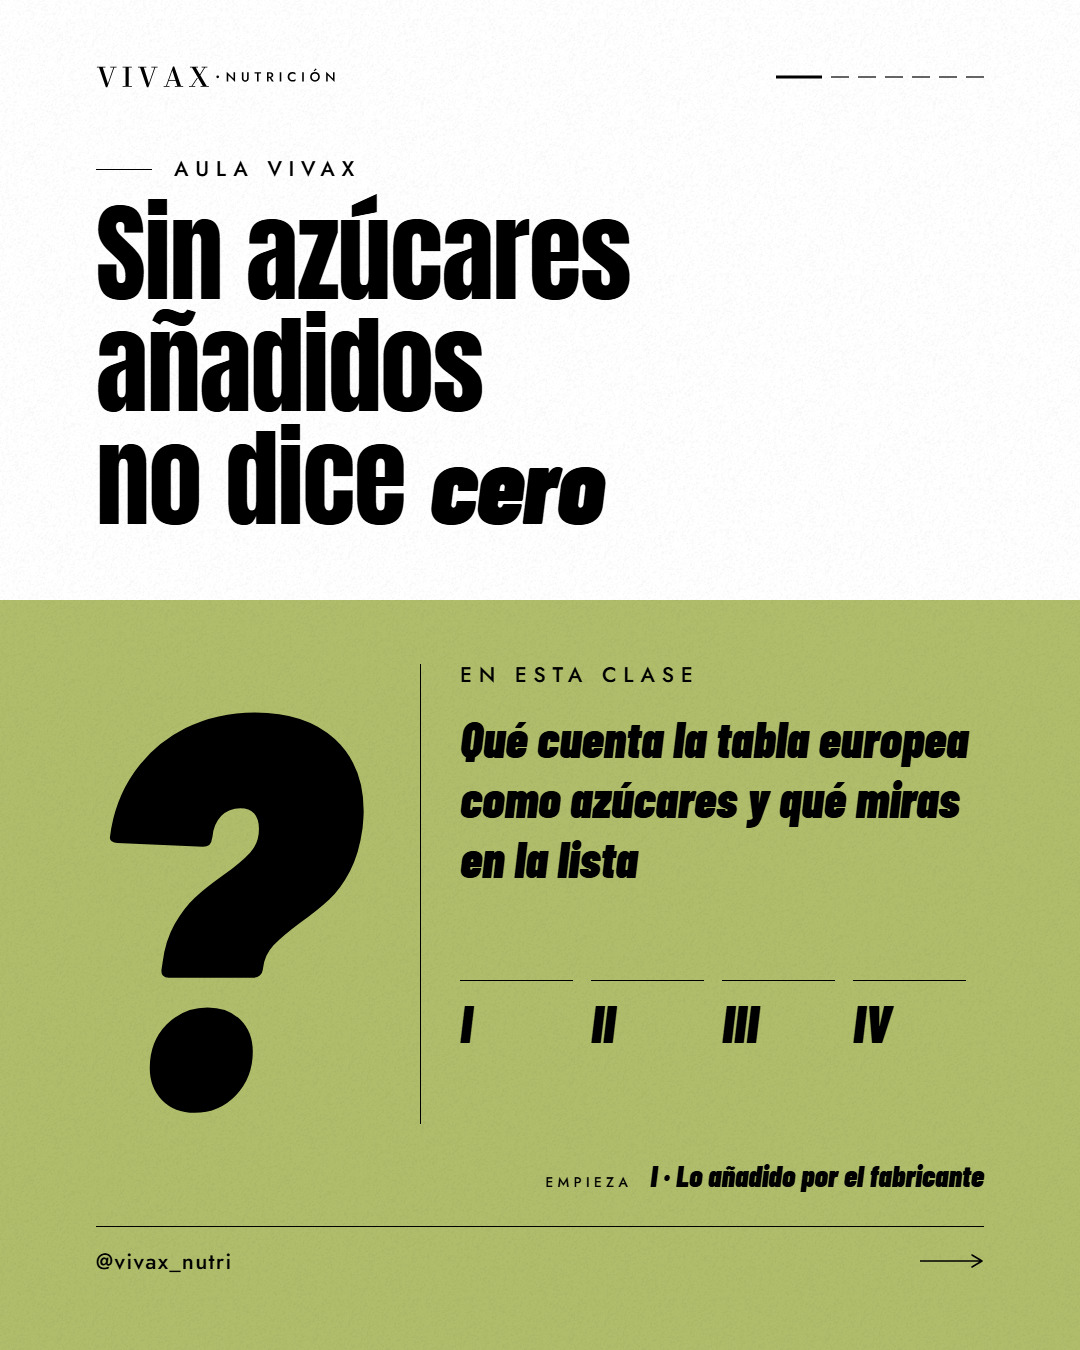 VIVAX·NUTRICIÓN
AULA VIVAX
Sin azúcares
añadidos
no dice cero
?
EN ESTA CLASE
Qué cuenta la tabla europea
como azúcares y qué miras
en la lista
I II III IV
EMPIEZA I · Lo añadido por el fabricante
@vivax_nutri